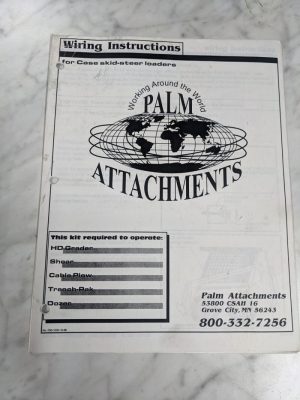 Wiring Instructions
for Case skid-steer loaders
Working Around the World
PALM
ATTACHMENTS
This kit required to operate:
HD Grader
Shear
Cable Plow
Trench-Pak
Dozer
Palm Attachments
53800 CSAH 16
Grove City, MN 56243
800-332-7256